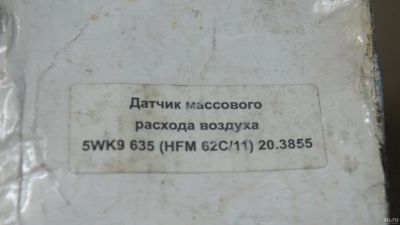 Датчик массового
расхода воздуха
5WK9 635 (HFM 62C/11) 20.3855